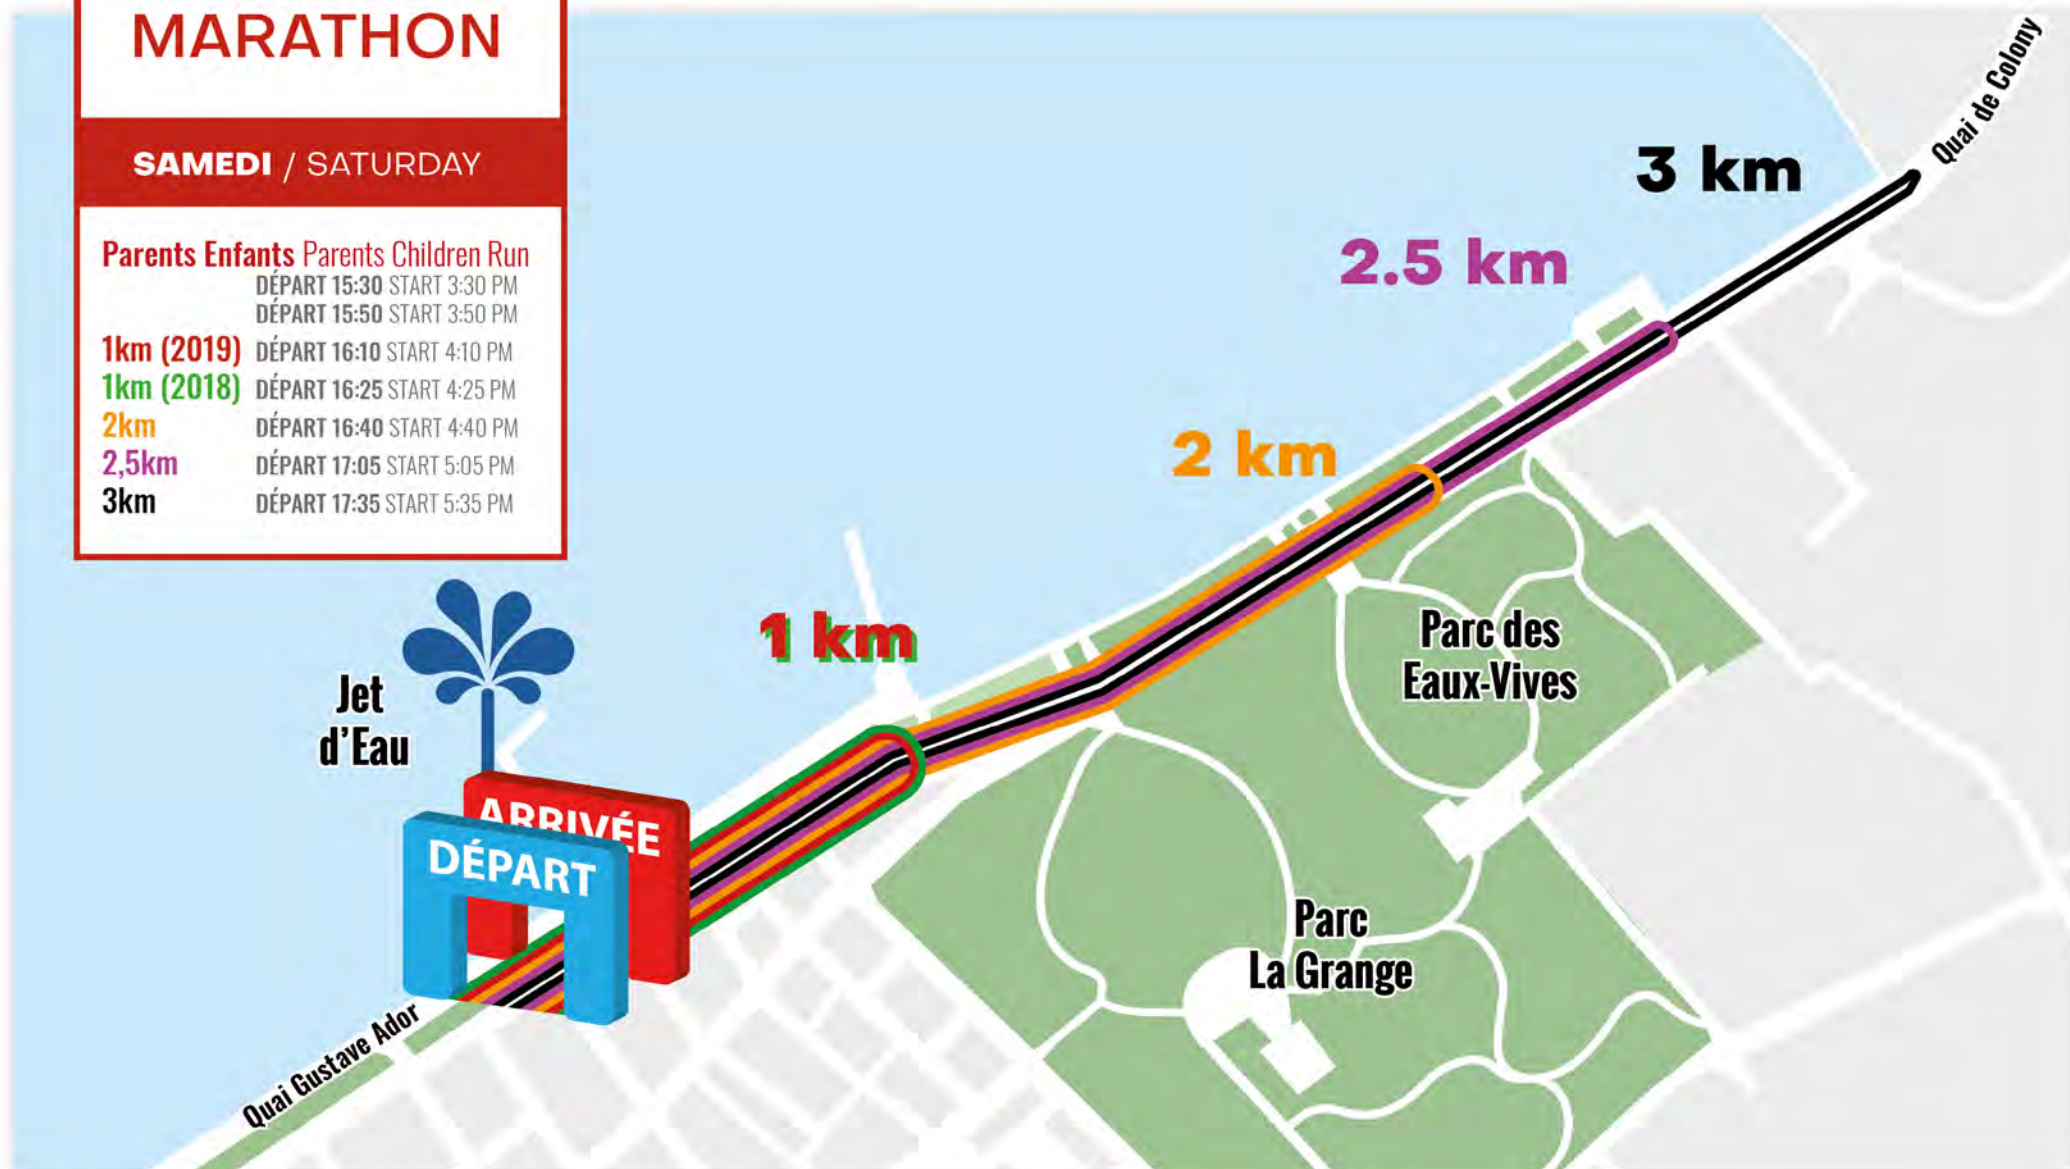 MARATHON
SAMEDI / SATURDAY
Parents Enfants Parents Children Run
DÉPART 15:30 START 3:30 PM
DÉPART 15:50 START 3:50 PM
1km (2019) DÉPART 16:10 START 4:10 PM
1km (2018) DÉPART 16:25 START 4:25 PM
2km DÉPART 16:40 START 4:40 PM
2,5km DÉPART 17:05 START 5:05 PM
3km DÉPART 17:35 START 5:35 PM
Quai de Colony
3 km
2.5 km
2 km
1 km
Jet
d'Eau
Parc des
Eaux-Vives
ARRIVÉE
DÉPART
Parc
La Grange
Quai Gustave Ador